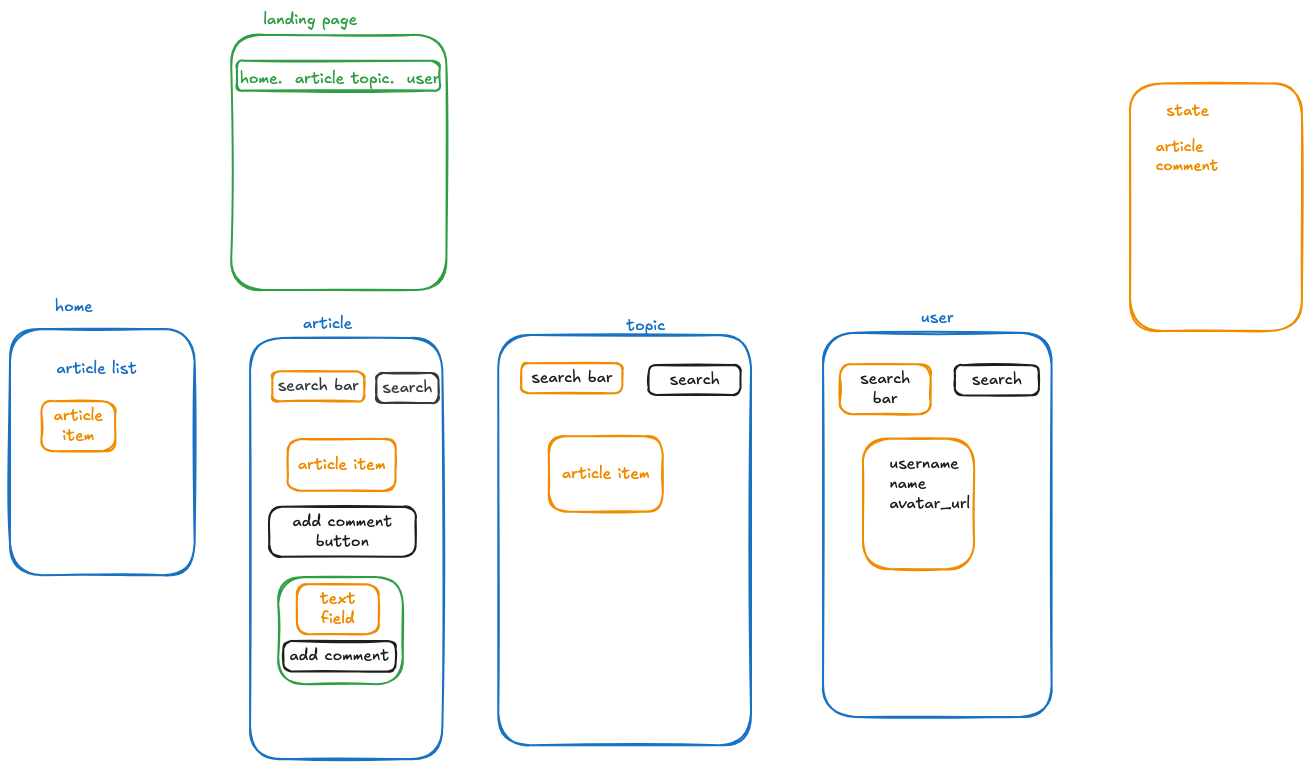 landing page
home. article topic. user
state
article
comment
home
article list
article
item
article
search bar
search
article item
add comment
button
text
field
add comment
topic
search bar
search
article item
user
search
bar
search
username
name
avatar_url